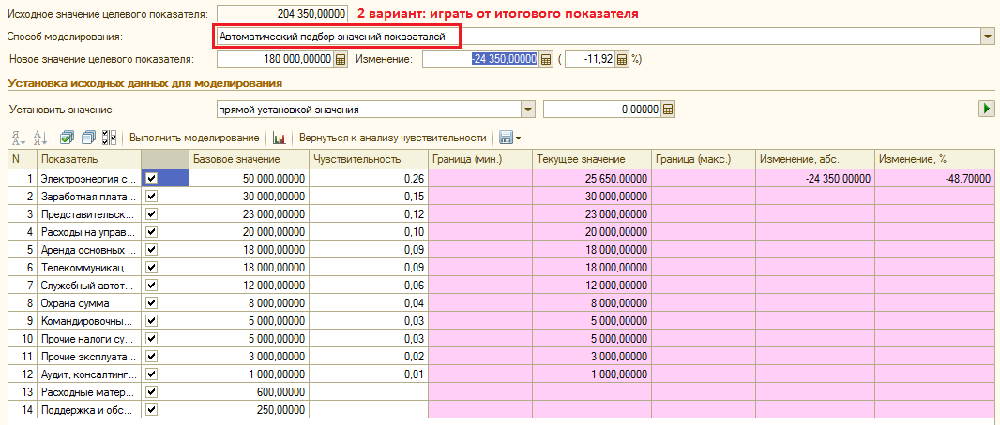 Исходное значение целевого показателя: 204 350,00000 2 вариант: играть от итогового показателя
Способ моделирования: Автоматический подбор значений показаталей
Новое значение целевого показателя: 180 000,00000 Изменение: -24 350,00000 ( -11,92 %)
Установка исходных данных для моделирования
Установить значение прямой установкой значения 0,00000
Выполнить моделирование Вернуться к анализу чувствительности
N Показатель Базовое значение Чувствительность Граница (мин.) Текущее значение Граница (макс.) Изменение, абс. Изменение, %
1 Электроэнергия с... 50 000,00000 0,26 25 650,00000 -24 350,00000 -48,70000
2 Заработная плата... 30 000,00000 0,15 30 000,00000
3 Представительск... 23 000,00000 0,12 23 000,00000
4 Расходы на управ... 20 000,00000 0,10 20 000,00000
5 Аренда основных ... 18 000,00000 0,09 18 000,00000
6 Телекоммуникац... 18 000,00000 0,09 18 000,00000
7 Служебный автот... 12 000,00000 0,06 12 000,00000
8 Охрана сумма 8 000,00000 0,04 8 000,00000
9 Командировочны... 5 000,00000 0,03 5 000,00000
10 Прочие налоги су... 5 000,00000 0,03 5 000,00000
11 Прочие эксплуата... 3 000,00000 0,02 3 000,00000
12 Аудит, консалтинг... 1 000,00000 0,01 1 000,00000
13 Расходные матер... 600,00000
14 Поддержка и обс... 250,00000